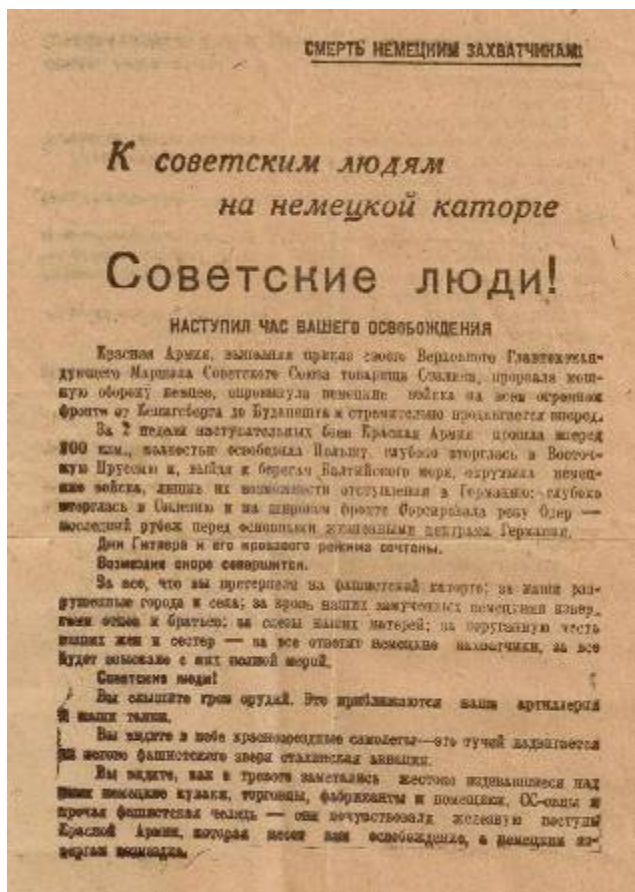 СМЕРТЬ НЕМЕЦКИМ ЗАХВАТЧИКАМ!
К советским людям
на немецкой каторге
Советские люди!
НАСТУПИЛ ЧАС ВАШЕГО ОСВОБОЖДЕНИЯ
Красная Армия, выполняя приказ своего Верховного Главнокоман-
дующего Маршала Советского Союза товарища Сталина, прорвала мощ-
ную оборону немцев, опрокинула немецкие войска на всем огромном
фронте от Кенигсберга до Будапешта и стремительно продвигается вперед.
За 2 недели наступательных боев Красная Армия прошла вперед
клм., полностью освободила Польшу, глубоко вторглась в Восточ-
ную Пруссию и, выйдя к берегам Балтийского моря, окружила немец-
кие войска, лишив их возможности отступления в Германию; глубоко
вторглась в Силезию и на широком фронте форсировала реку Одер —
последний рубеж перед основными жизненными центрами Германии.
Дни Гитлера и его кровавого режима сочтены.
Возмездие скоро совершится.
За все, что вы претерпели на фашистской каторге; за наши раз-
рушенные города и села; за кровь наших замученных немецкими извер-
гами отцов и братьев; за слезы наших матерей; за поруганную честь
наших жен и сестер — за все ответят немецкие захватчики, за все
будет взыскано с них полной мерой.
Советские люди!
Вы слышите гром орудий. Это приближаются наша артиллерия
и наши танки.
Вы видите в небе краснозвездные самолеты—это тучей надвигается
на логово фашистского зверя сталинская авиация.
Вы видите, как в тревоге заметались жестоко издевавшиеся над
вами немецкие кулаки, торговцы, фабриканты и помещики, СС-овцы и
прочая фашистская челядь — они почувствовали железную поступь
Красной Армии, которая несет вам освобождение, а немецким из-
вергам возмездие.